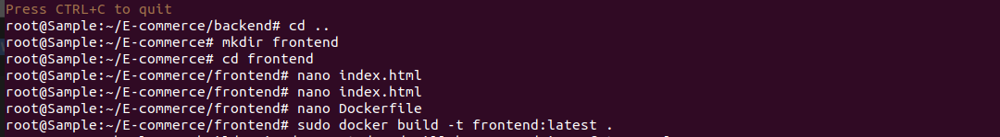 Press CTRL+C to quit
root@Sample:~/E-commerce/backend# cd ..
root@Sample:~/E-commerce# mkdir frontend
root@Sample:~/E-commerce# cd frontend
root@Sample:~/E-commerce/frontend# nano index.html
root@Sample:~/E-commerce/frontend# nano index.html
root@Sample:~/E-commerce/frontend# nano Dockerfile
root@Sample:~/E-commerce/frontend# sudo docker build -t frontend:latest .